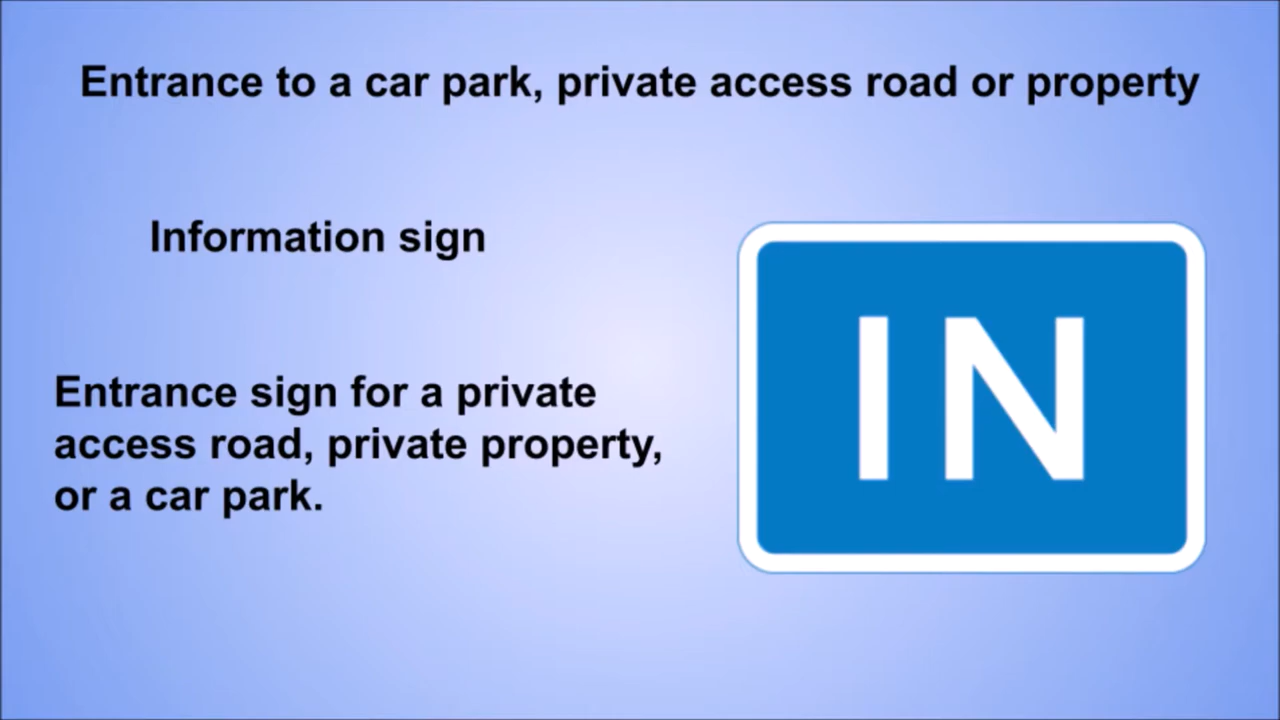 Entrance to a car park, private access road or property
Information sign
Entrance sign for a private
access road, private property,
or a car park.
IN